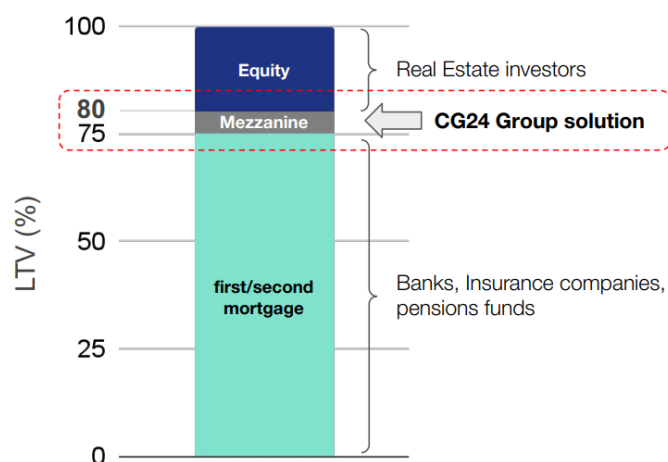 100
Equity
Real Estate investors
80
Mezzanine
CG24 Group solution
75
LTV (%)
50
first/second
mortgage
Banks, Insurance companies,
pensions funds
25
0